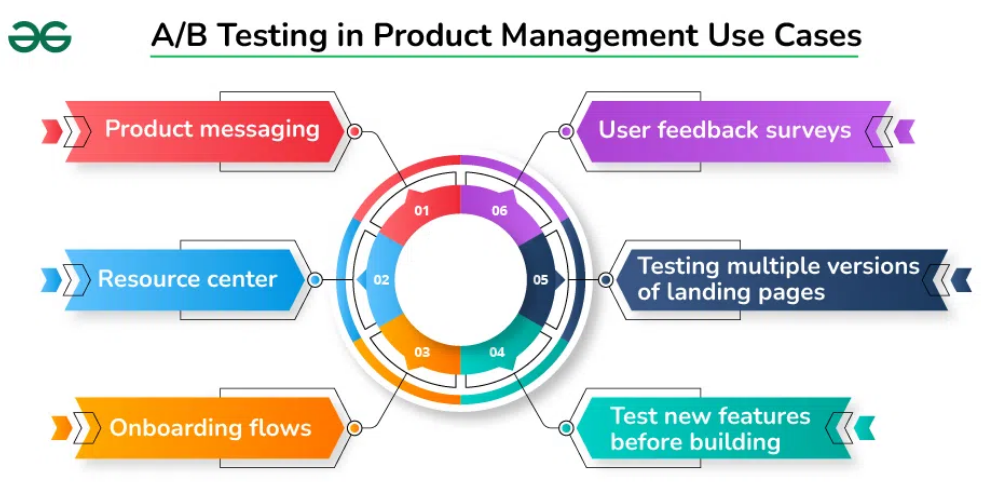 A/B Testing in Product Management Use Cases
Product messaging
User feedback surveys
01
06
Resource center
02
05
Testing multiple versions
of landing pages
03
04
Onboarding flows
Test new features
before building